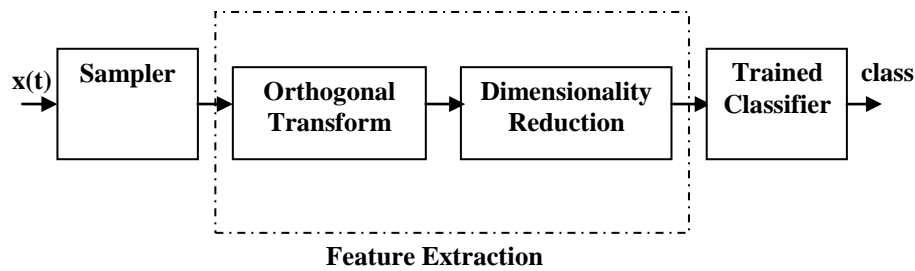 x(t)
Sampler
Orthogonal
Transform
Dimensionality
Reduction
Trained
Classifier
class
Feature Extraction